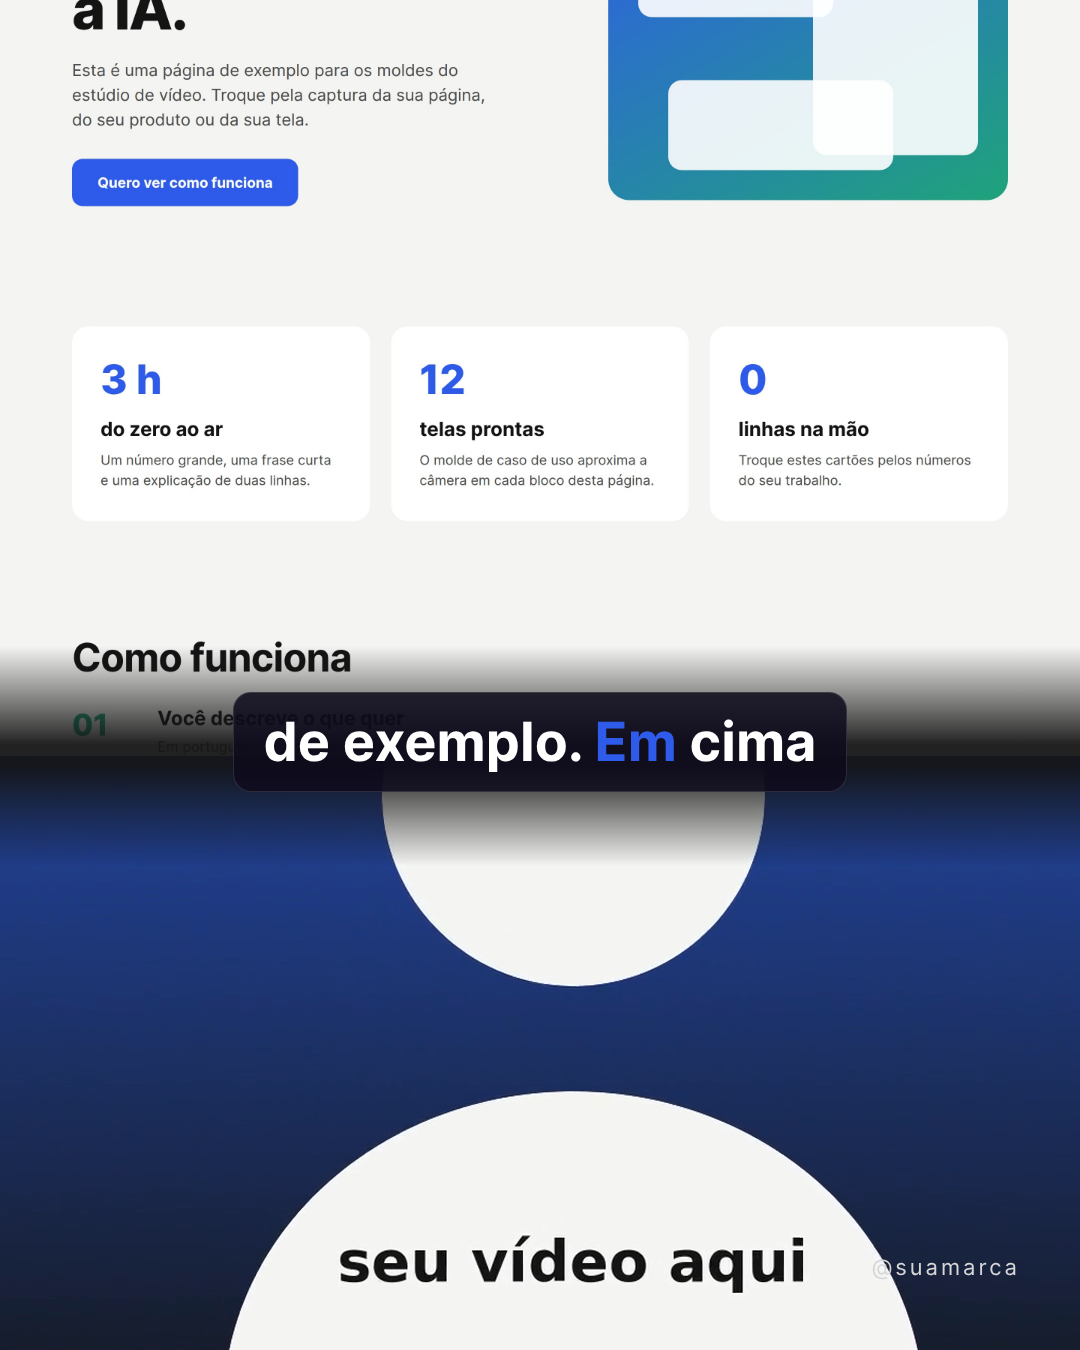 a IA.
Esta é uma página de exemplo para os moldes do
estúdio de vídeo. Troque pela captura da sua página,
do seu produto ou da sua tela.
Quero ver como funciona
3 h
do zero ao ar
Um número grande, uma frase curta
e uma explicação de duas linhas.
12
telas prontas
O molde de caso de uso aproxima a
câmera em cada bloco desta página.
0
linhas na mão
Troque estes cartões pelos números
do seu trabalho.
Como funciona
01
Você descreve o que quer
de exemplo. Em cima
seu vídeo aqui
@suamarca